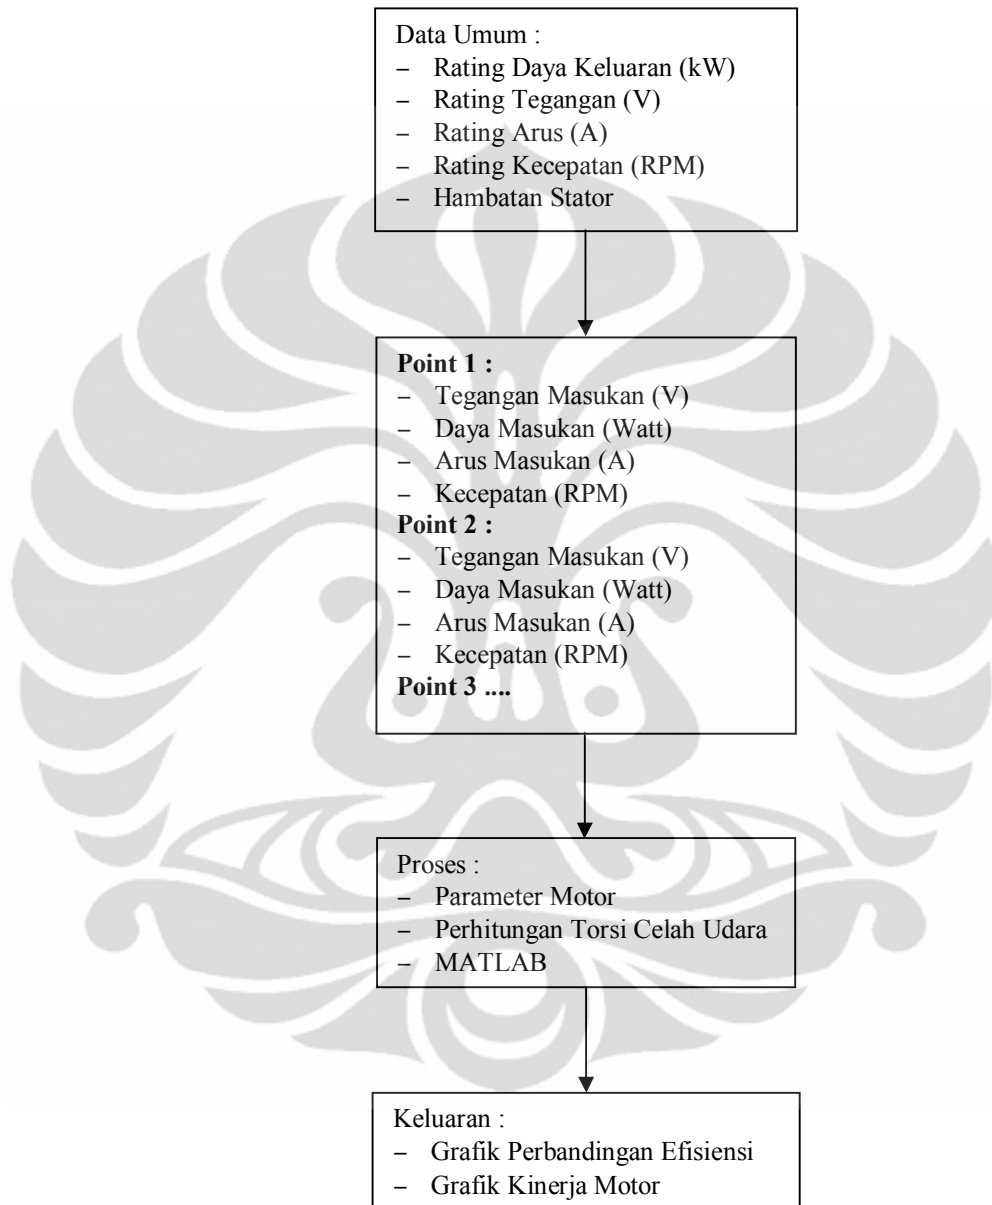 Data Umum :
– Rating Daya Keluaran (kW)
– Rating Tegangan (V)
– Rating Arus (A)
– Rating Kecepatan (RPM)
– Hambatan Stator
Point 1 :
– Tegangan Masukan (V)
– Daya Masukan (Watt)
– Arus Masukan (A)
– Kecepatan (RPM)
Point 2 :
– Tegangan Masukan (V)
– Daya Masukan (Watt)
– Arus Masukan (A)
– Kecepatan (RPM)
Point 3 ....
Proses :
– Parameter Motor
– Perhitungan Torsi Celah Udara
– MATLAB
Keluaran :
– Grafik Perbandingan Efisiensi
– Grafik Kinerja Motor